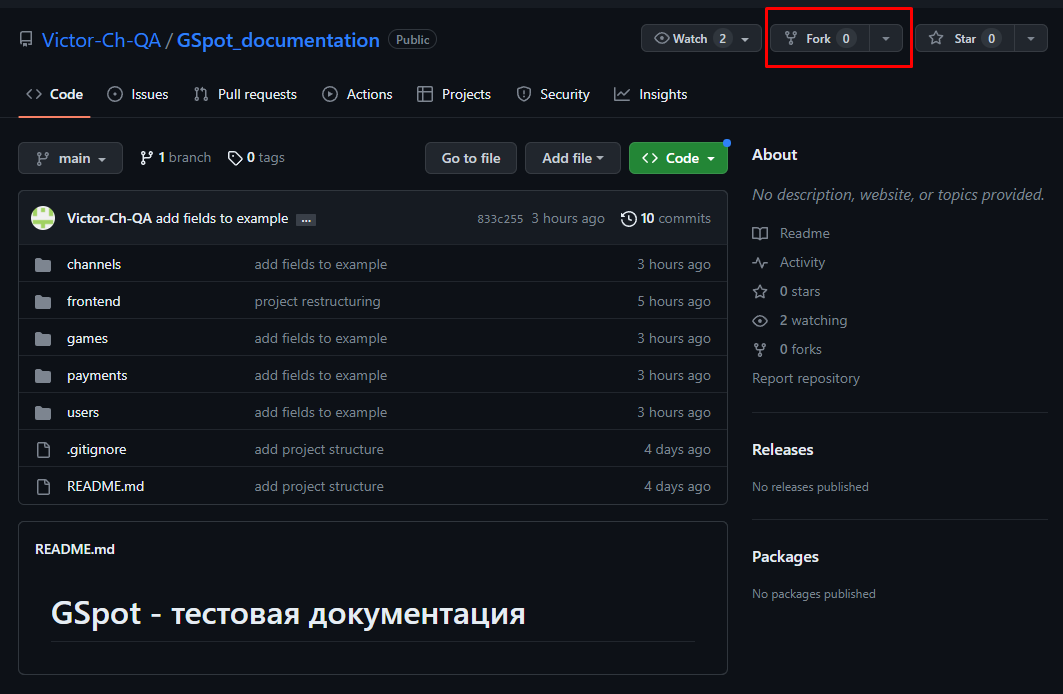 Victor-Ch-QA / GSpot_documentation Public Watch 2 Fork 0 Star 0
Code Issues Pull requests Actions Projects Security Insights
main 1 branch 0 tags Go to file Add file Code
Victor-Ch-QA add fields to example ... 833c255 3 hours ago 10 commits
channels add fields to example 3 hours ago
frontend project restructuring 5 hours ago
games add fields to example 3 hours ago
payments add fields to example 3 hours ago
users add fields to example 3 hours ago
.gitignore add project structure 4 days ago
README.md add project structure 4 days ago
README.md
GSpot - тестовая документация
About
No description, website, or topics provided.
Readme
Activity
0 stars
2 watching
0 forks
Report repository
Releases
No releases published
Packages
No packages published